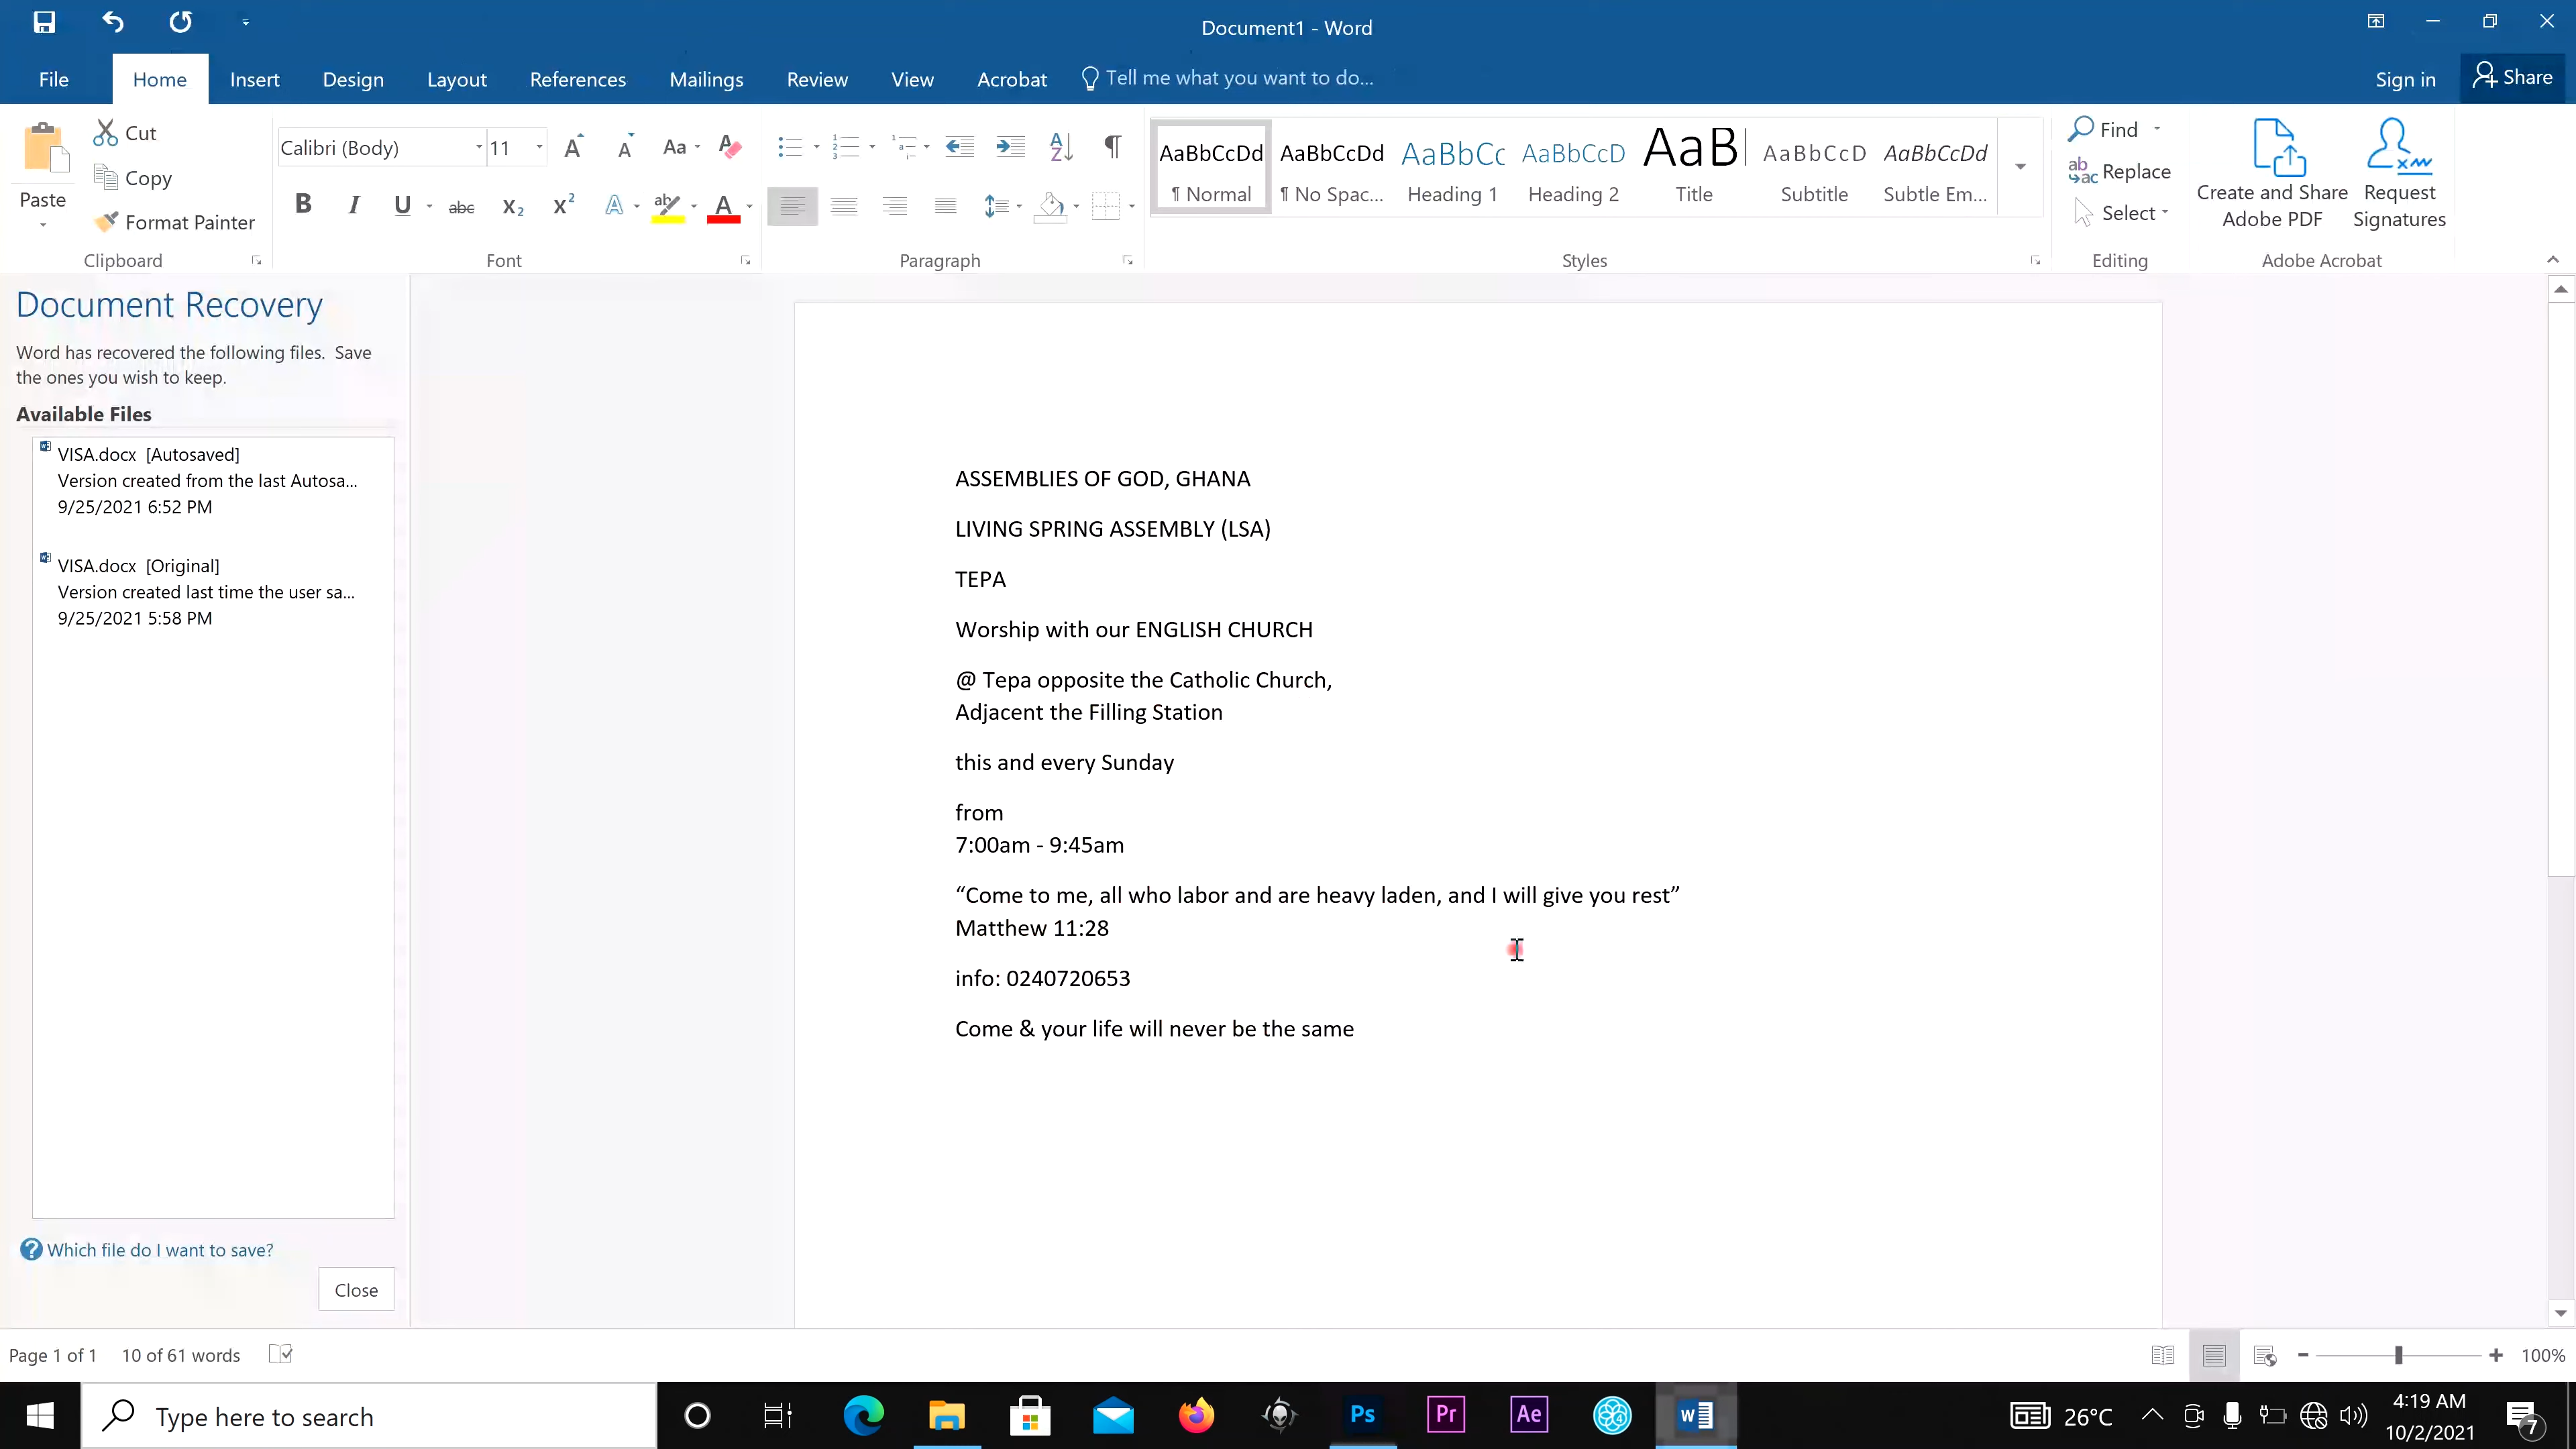 Document1 - Word
File Home Insert Design Layout References Mailings Review View Acrobat Tell me what you want to do... Sign in Share
Paste
Cut
Copy
Format Painter
Clipboard
Calibri (Body) 11
Font
Paragraph
AaBbCcDd AaBbCcDd AaBbCc AaBbCcD AaB AaBbCcD AaBbCcDd
¶ Normal ¶ No Spac... Heading 1 Heading 2 Title Subtitle Subtle Em...
Styles
Find
Replace
Select
Editing
Create and Share
Adobe PDF
Request
Signatures
Adobe Acrobat
Document Recovery
Word has recovered the following files. Save
the ones you wish to keep.
Available Files
VISA.docx [Autosaved]
Version created from the last Autosa...
9/25/2021 6:52 PM
VISA.docx [Original]
Version created last time the user sa...
9/25/2021 5:58 PM
Which file do I want to save?
Close
ASSEMBLIES OF GOD, GHANA
LIVING SPRING ASSEMBLY (LSA)
TEPA
Worship with our ENGLISH CHURCH
@ Tepa opposite the Catholic Church,
Adjacent the Filling Station
this and every Sunday
from
7:00am - 9:45am
“Come to me, all who labor and are heavy laden, and I will give you rest”
Matthew 11:28
info: 0240720653
Come & your life will never be the same
Page 1 of 1 10 of 61 words 100%
Type here to search
Ps Pr Ae
26°C
4:19 AM
10/2/2021
7